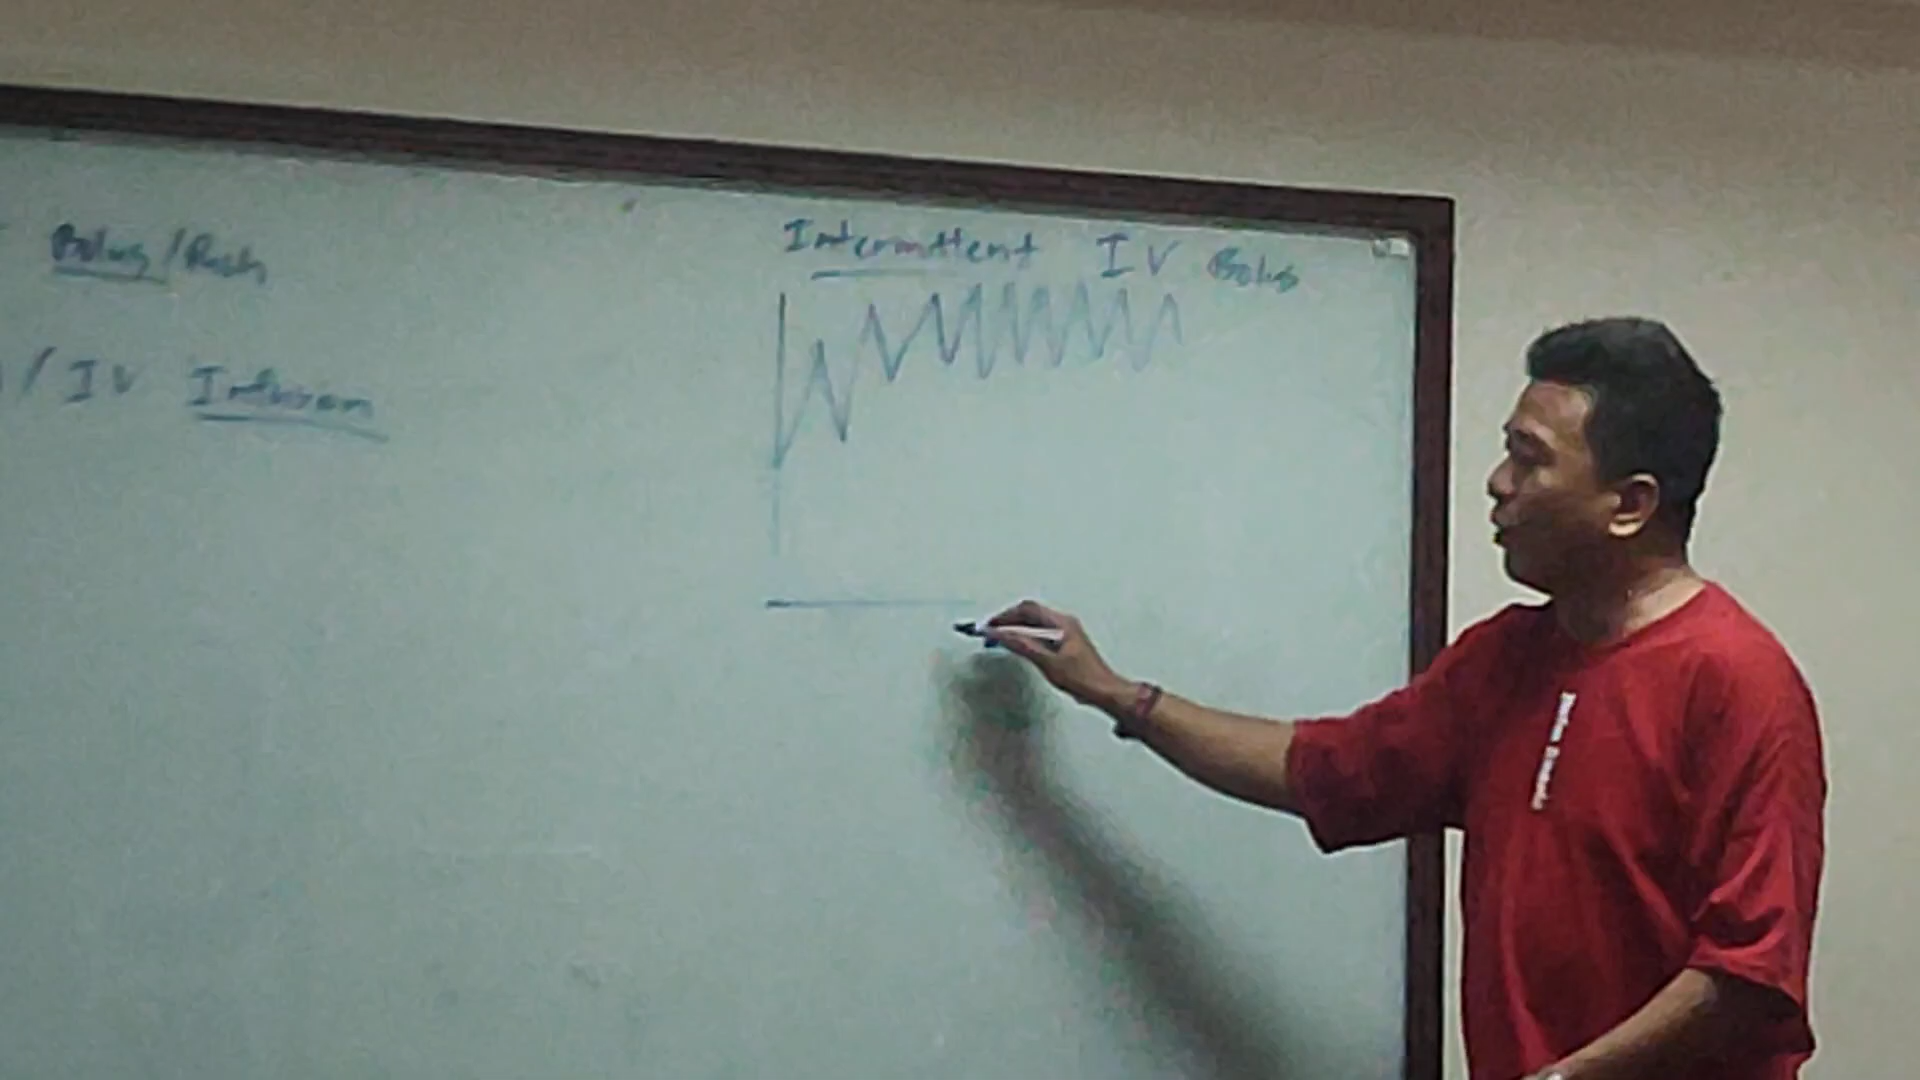 Bolus/Push
/ IV Infusion
Intermittent IV Bolus